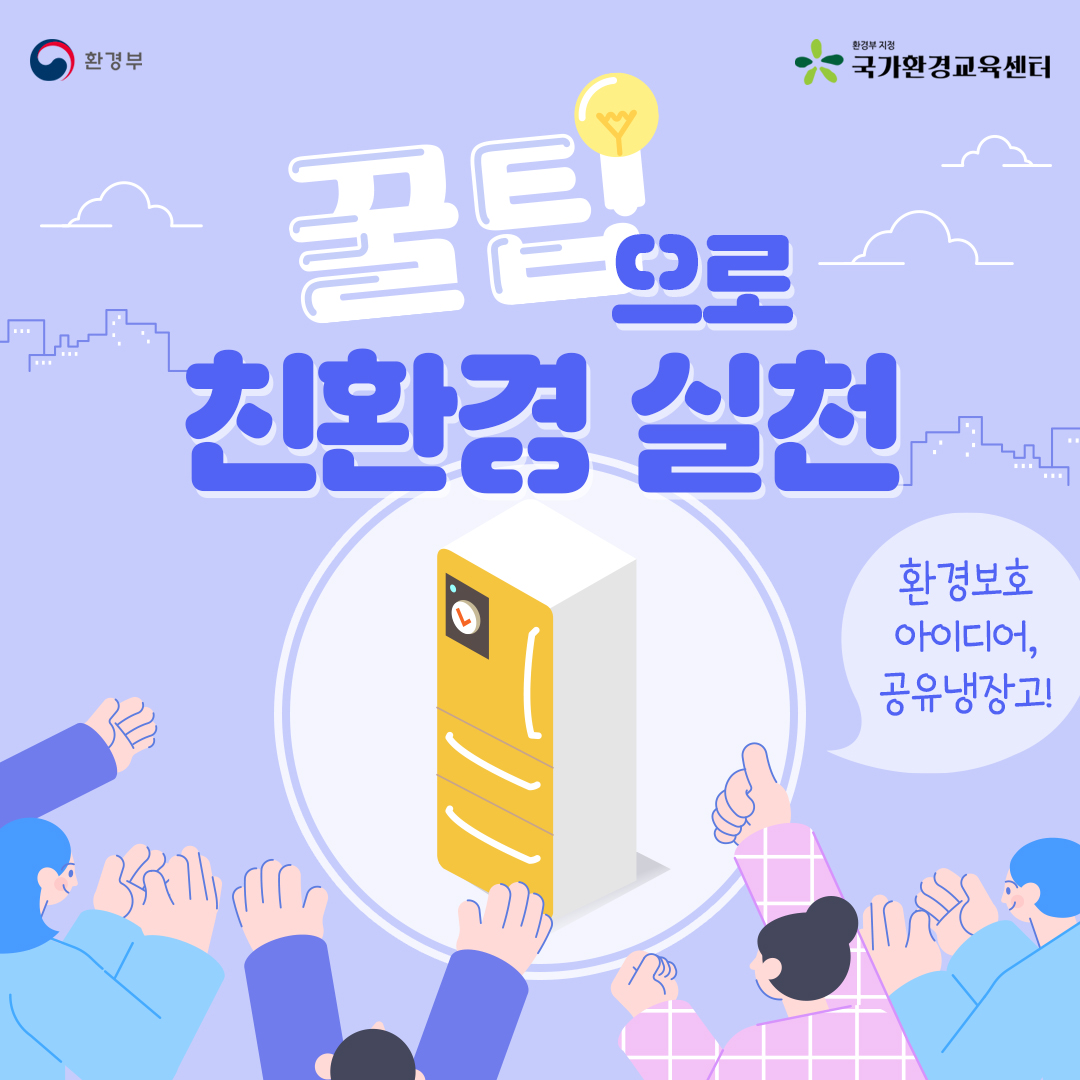 환경부
환경부 지정
국가환경교육센터
꿀팁!으로
친환경 실천
환경보호
아이디어,
공유냉장고!